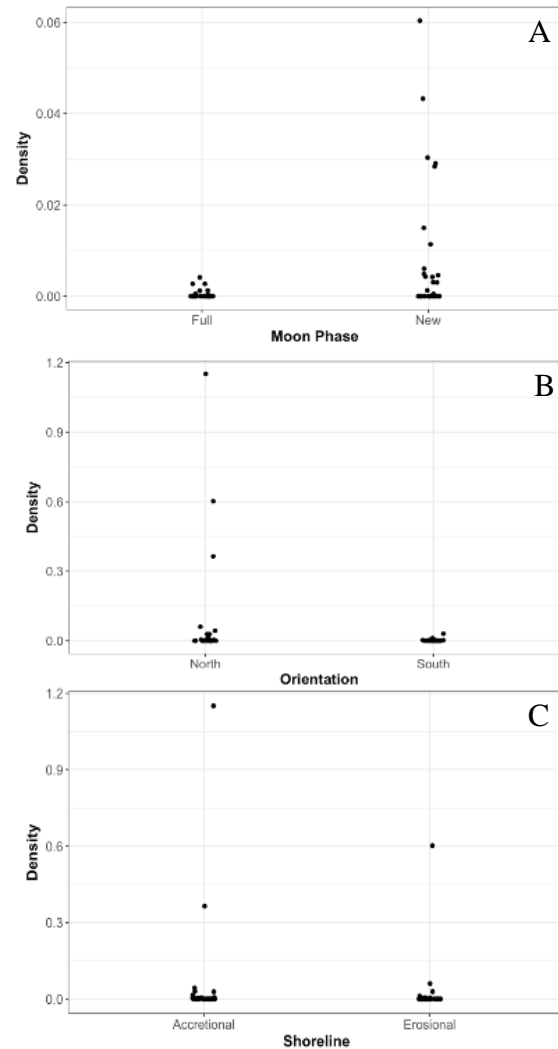 A
0.06
0.04
0.02
0.00
Density
Full New
Moon Phase
B
1.2
0.9
0.6
0.3
0.0
Density
North South
Orientation
C
1.2
0.9
0.6
0.3
0.0
Density
Accretional Erosional
Shoreline